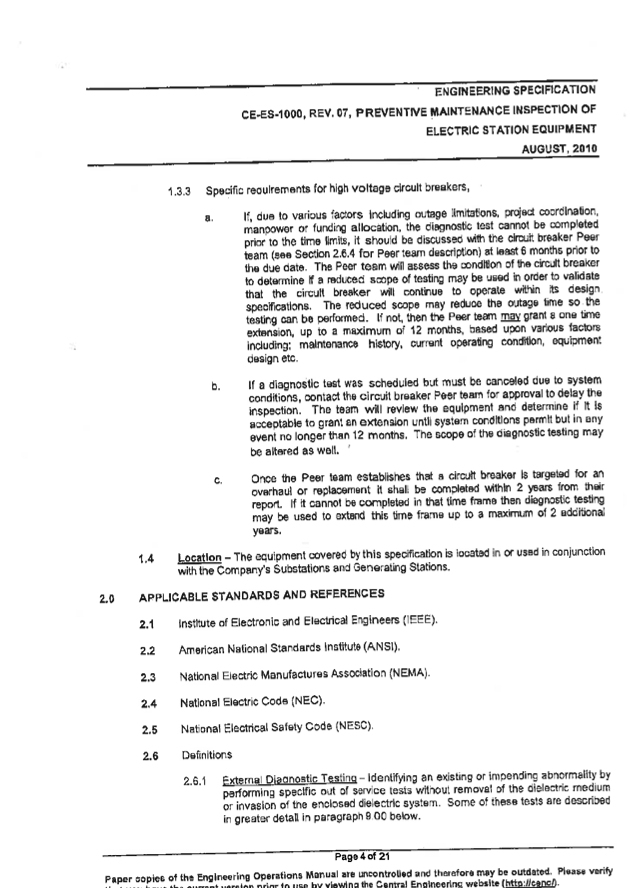 ENGINEERING SPECIFICATION
CE-ES-1000, REV. 07, PREVENTIVE MAINTENANCE INSPECTION OF
ELECTRIC STATION EQUIPMENT
AUGUST, 2010
1.3.3 Specific requirements for high voltage circuit breakers,
a. If, due to various factors including outage limitations, project coordination,
manpower or funding allocation, the diagnostic test cannot be completed
prior to the time limits, it should be discussed with the circuit breaker Peer
team (see Section 2.6.4 for Peer team description) at least 6 months prior to
the due date. The Peer team will assess the condition of the circuit breaker
to determine if a reduced scope of testing may be used in order to validate
that the circuit breaker will continue to operate within its design
specifications. The reduced scope may reduce the outage time so the
testing can be performed. If not, then the Peer team may grant a one time
extension, up to a maximum of 12 months, based upon various factors
including; maintenance history, current operating condition, equipment
design etc.
b. If a diagnostic test was scheduled but must be canceled due to system
conditions, contact the circuit breaker Peer team for approval to delay the
inspection. The team will review the equipment and determine if it is
acceptable to grant an extension until system conditions permit but in any
event no longer than 12 months. The scope of the diagnostic testing may
be altered as well.
c. Once the Peer team establishes that a circuit breaker is targeted for an
overhaul or replacement it shall be completed within 2 years from their
report. If it cannot be completed in that time frame then diagnostic testing
may be used to extend this time frame up to a maximum of 2 additional
years.
1.4 Location – The equipment covered by this specification is located in or used in conjunction
with the Company's Substations and Generating Stations.
2.0 APPLICABLE STANDARDS AND REFERENCES
2.1 Institute of Electronic and Electrical Engineers (IEEE).
2.2 American National Standards Institute (ANSI).
2.3 National Electric Manufactures Association (NEMA).
2.4 National Electric Code (NEC).
2.5 National Electrical Safety Code (NESC).
2.6 Definitions
2.6.1 External Diagnostic Testing – Identifying an existing or impending abnormality by
performing specific out of service tests without removal of the dielectric medium
or invasion of the enclosed dielectric system. Some of these tests are described
in greater detail in paragraph 9.00 below.
Page 4 of 21
Paper copies of the Engineering Operations Manual are uncontrolled and therefore may be outdated. Please verify
that you have the current version prior to use by viewing the Central Engineering website (http://cenc/).